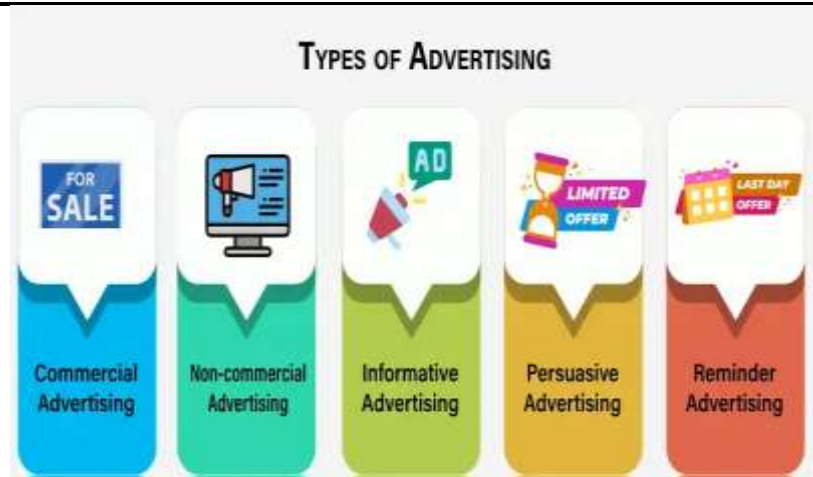 TYPES OF ADVERTISING
FOR
SALE
AD
LIMITED
OFFER
LAST DAY
OFFER
Commercial
Advertising
Non-commercial
Advertising
Informative
Advertising
Persuasive
Advertising
Reminder
Advertising